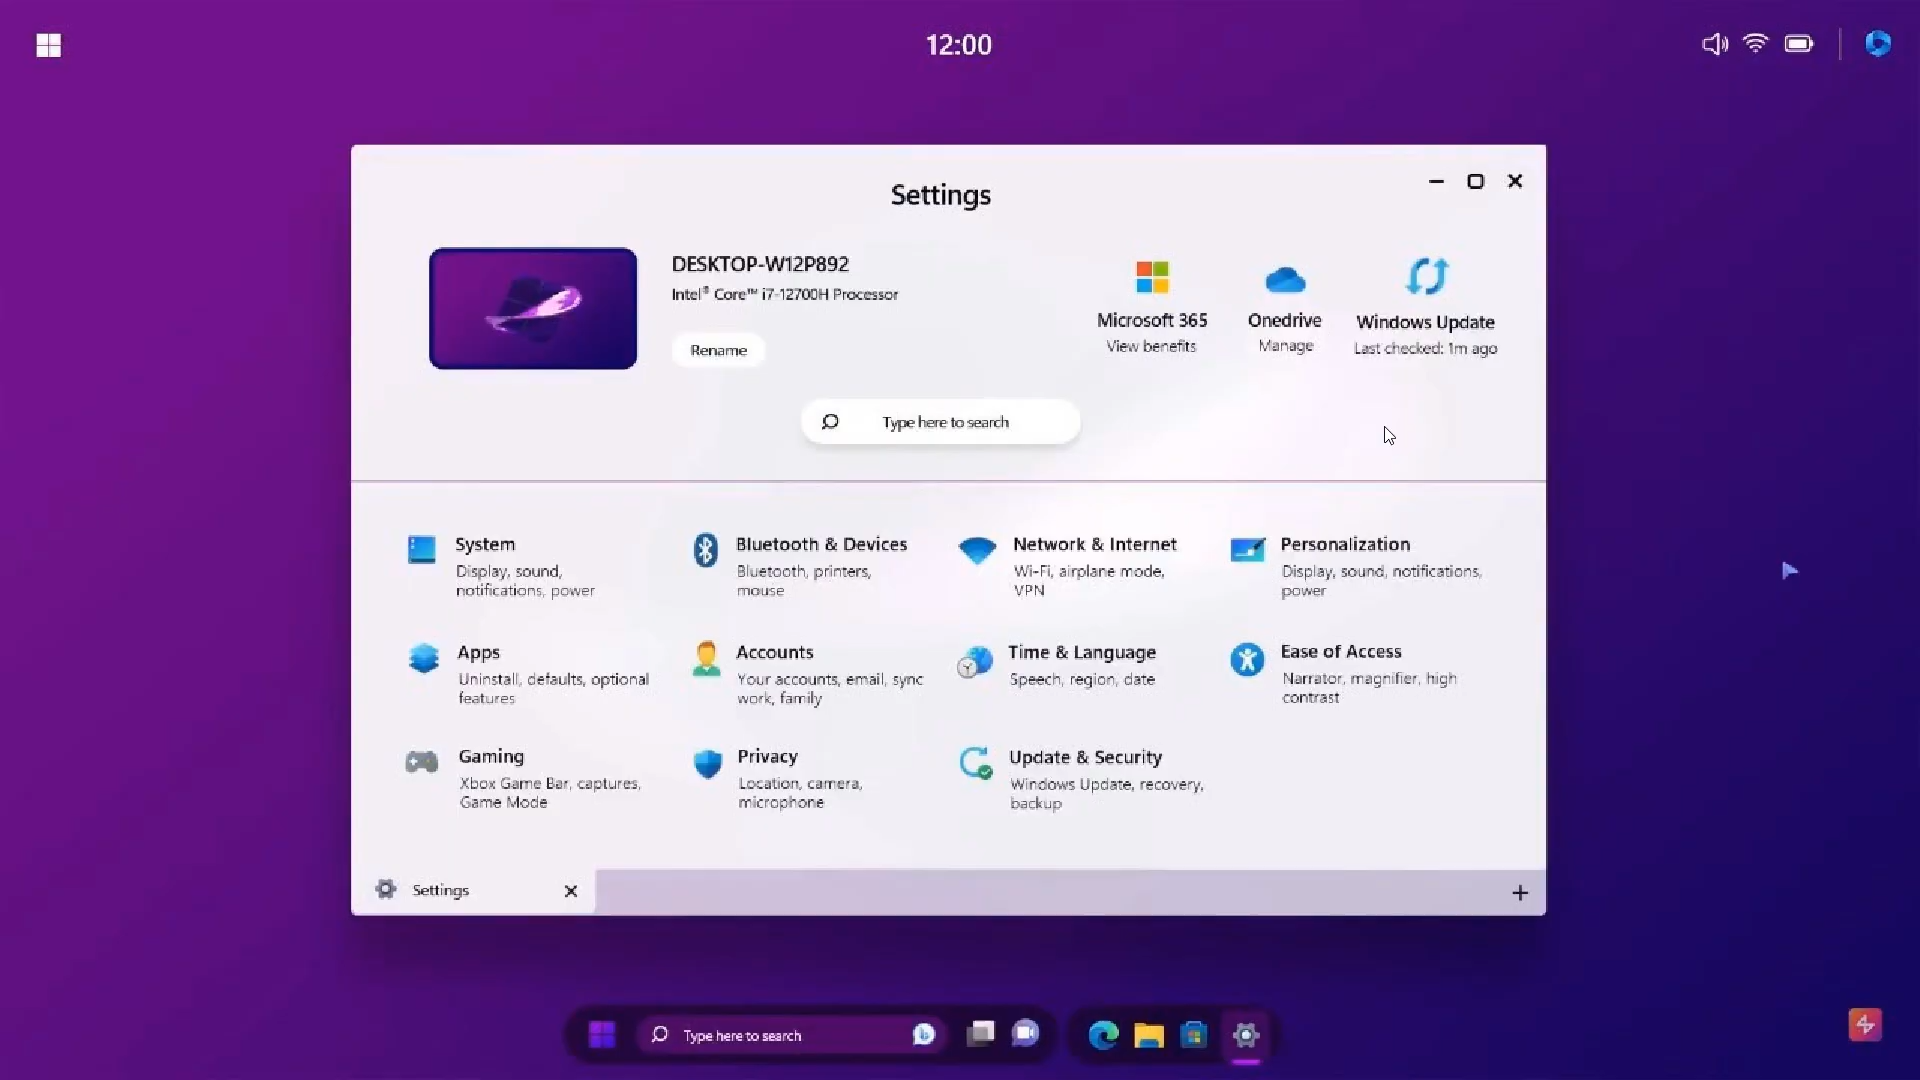 12:00
Settings
DESKTOP-W12P892
Intel® Core™ i7-12700H Processor
Rename
Microsoft 365
View benefits
Onedrive
Manage
Windows Update
Last checked: 1m ago
Type here to search
System
Display, sound,
notifications, power
Bluetooth & Devices
Bluetooth, printers,
mouse
Network & Internet
Wi-Fi, airplane mode,
VPN
Personalization
Display, sound, notifications,
power
Apps
Uninstall, defaults, optional
features
Accounts
Your accounts, email, sync
work, family
Time & Language
Speech, region, date
Ease of Access
Narrator, magnifier, high
contrast
Gaming
Xbox Game Bar, captures,
Game Mode
Privacy
Location, camera,
microphone
Update & Security
Windows Update, recovery,
backup
Settings
Type here to search